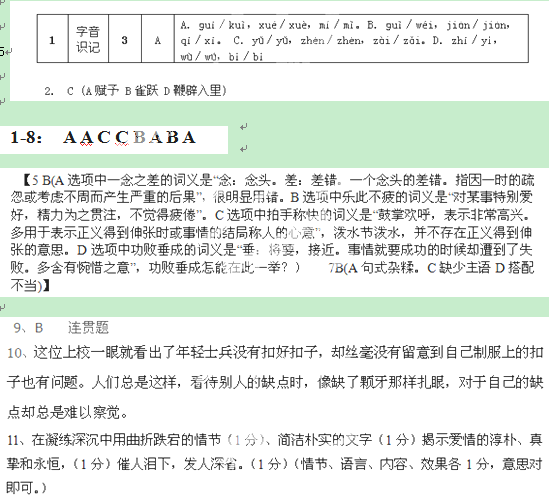 A. guí／kuī, xué／xuè, mí／mǐ。B. guǐ／wéi, jiān／jiān,
1 字音识记 3 A qí／xī。 C. yǔ／yǔ, zhèn／zhèn, zài／zǎi。D. zhí／yì,
wù／wù, bì／bì
5
2. C（A 赋予 B 雀跃 D 鞭辟入里）
1-8： A A C C B A B A
【5 B(A 选项中一念之差的词义是“念：念头。差：差错。一个念头的差错。指因一时的疏
忽或考虑不周而产生严重的后果”，很明显用错。B 选项中乐此不疲的词义是“对某事特别爱
好，精力为之贯注，不觉得疲倦”。C 选项中拍手称快的词义是“鼓掌欢呼，表示非常高兴。
多用于表示正义得到伸张时或事情的结局称人的心意”，泼水节泼水，并不存在正义得到伸
张的意思。D 选项中功败垂成的词义是“垂：将要，接近。事情就要成功的时候却遭到了失
败。多含有惋惜之意”，功败垂成怎能在此一举？） 7B(A 句式杂糅。C 缺少主语 D 搭配
不当)】
9、B 连贯题
10、这位上校一眼就看出了年轻士兵没有扣好扣子，却丝毫没有留意到自己制服上的扣
子也有问题。人们总是这样，看待别人的缺点时，像缺了颗牙那样扎眼，对于自己的缺
点却总是难以察觉。
11、在凝练深沉中用曲折跌宕的情节（1 分）、简洁朴实的文字（1 分）揭示爱情的淳朴、真
挚和永恒，（1 分）催人泪下，发人深省。（1 分）（情节、语言、内容、效果各 1 分，意思对
即可。）